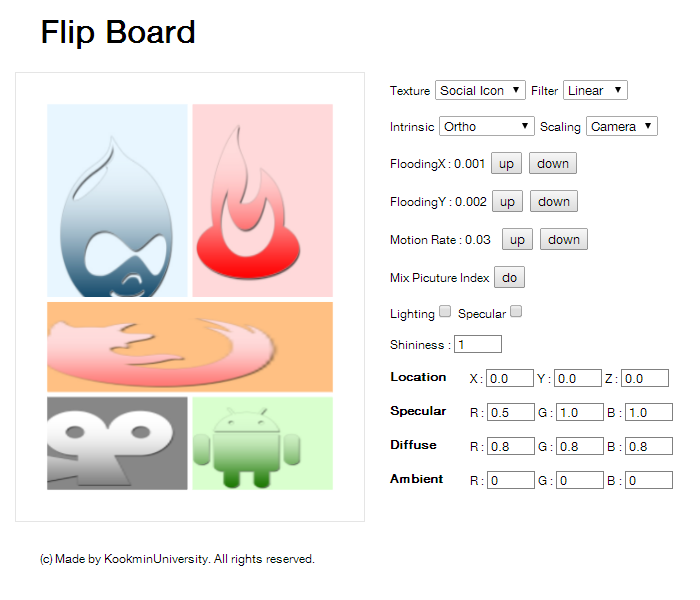 Flip Board
Texture Social Icon Filter Linear
Intrinsic Ortho Scaling Camera
FloodingX : 0.001 up down
FloodingY : 0.002 up down
Motion Rate : 0.03 up down
Mix Picuture Index do
Lighting Specular
Shininess : 1
Location X : 0.0 Y : 0.0 Z : 0.0
Specular R : 0.5 G : 1.0 B : 1.0
Diffuse R : 0.8 G : 0.8 B : 0.8
Ambient R : 0 G : 0 B : 0
(c) Made by KookminUniversity. All rights reserved.